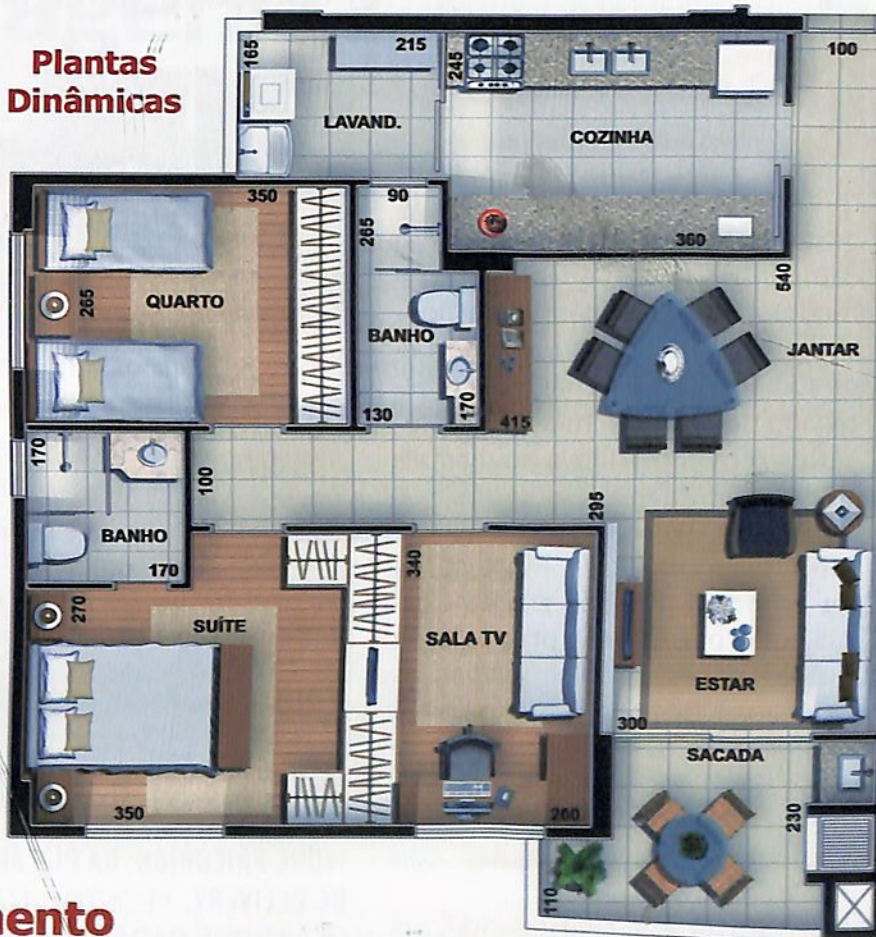 Plantas
Dinâmicas
165
215
LAVAND.
245
COZINHA
360
100
540
350
QUARTO
265
90
265
BANHO
130
170
415
JANTAR
170
BANHO
170
100
295
270
SUÍTE
350
340
SALA TV
260
ESTAR
300
SACADA
230
110
mento